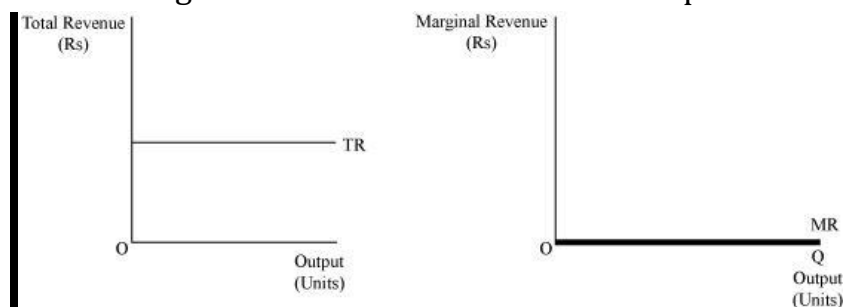 Total Revenue
(Rs)
TR
O
Output
(Units)
Marginal Revenue
(Rs)
MR
O
Q
Output
(Units)